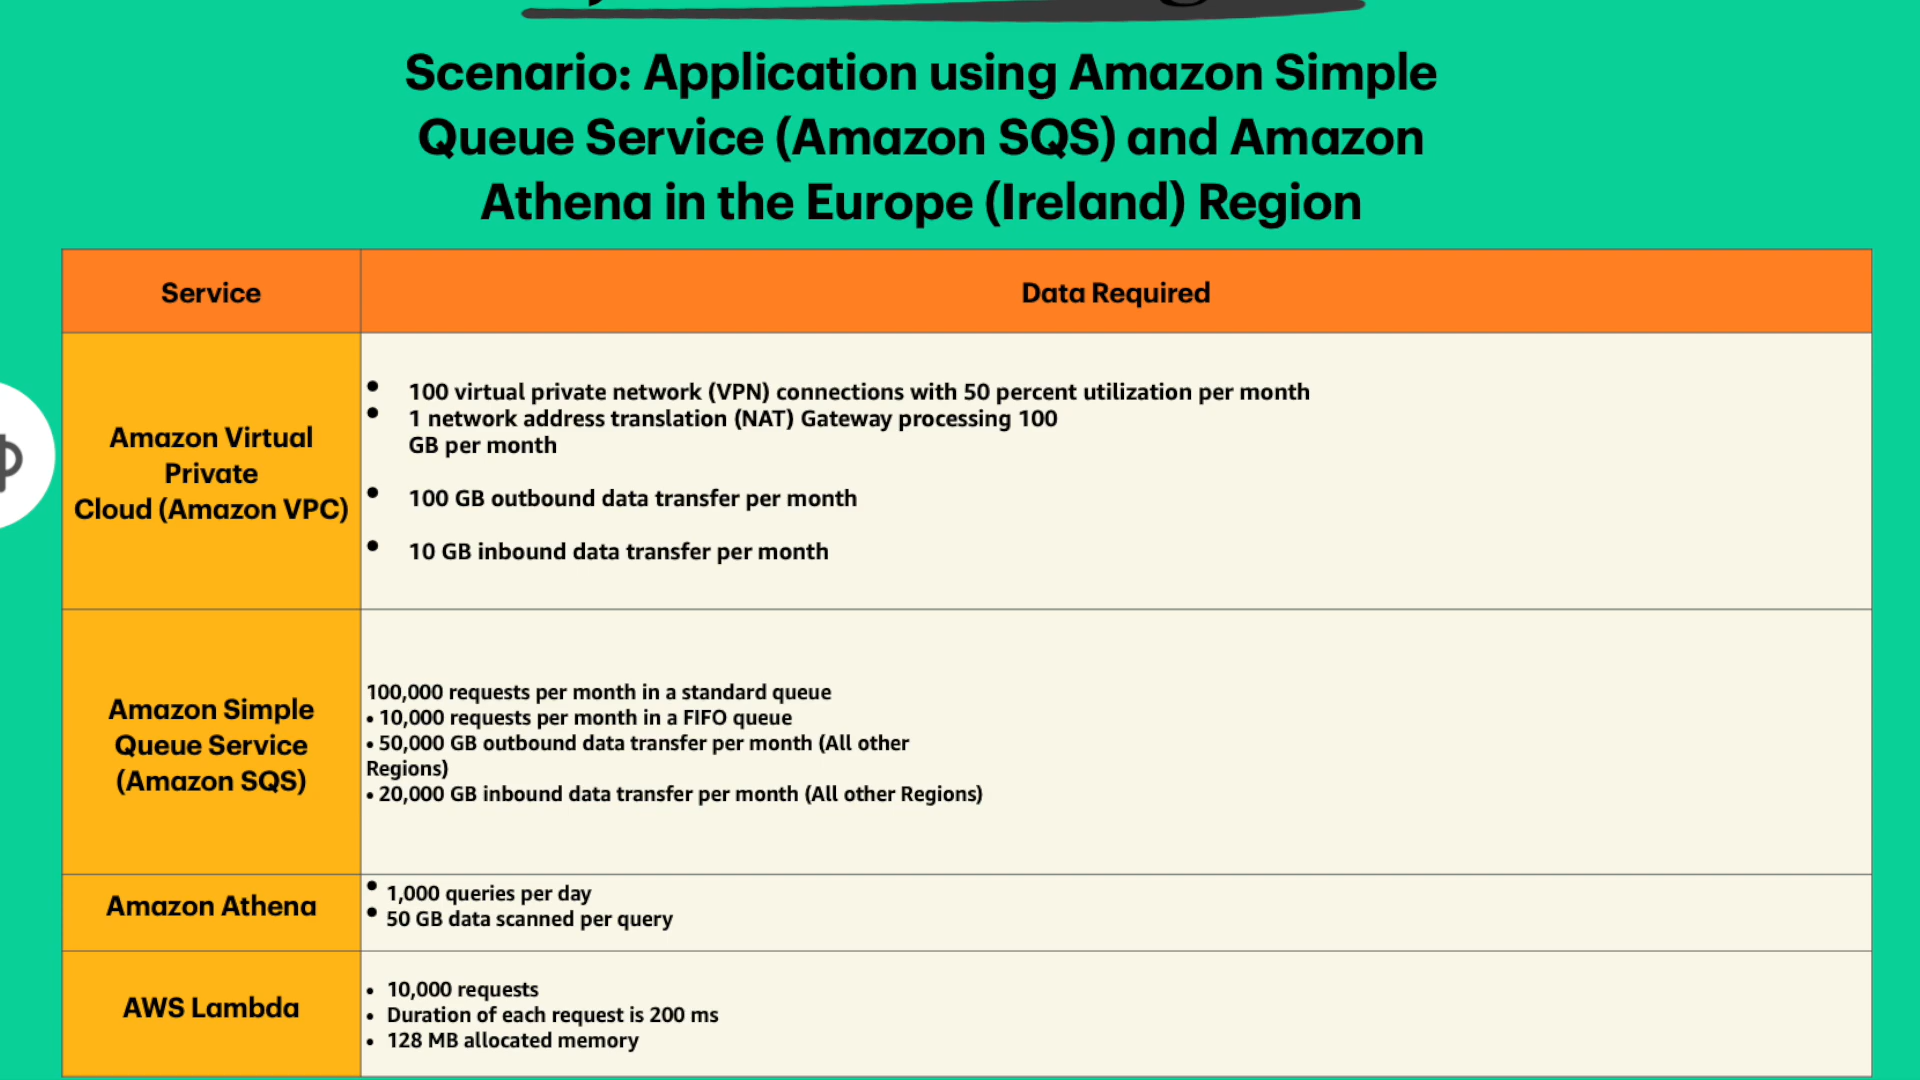 Scenario: Application using Amazon Simple
Queue Service (Amazon SQS) and Amazon
Athena in the Europe (Ireland) Region
Service
Data Required
Amazon Virtual
Private
Cloud (Amazon VPC)
• 100 virtual private network (VPN) connections with 50 percent utilization per month
• 1 network address translation (NAT) Gateway processing 100
GB per month
• 100 GB outbound data transfer per month
• 10 GB inbound data transfer per month
Amazon Simple
Queue Service
(Amazon SQS)
100,000 requests per month in a standard queue
• 10,000 requests per month in a FIFO queue
• 50,000 GB outbound data transfer per month (All other
Regions)
• 20,000 GB inbound data transfer per month (All other Regions)
Amazon Athena
• 1,000 queries per day
• 50 GB data scanned per query
AWS Lambda
• 10,000 requests
• Duration of each request is 200 ms
• 128 MB allocated memory